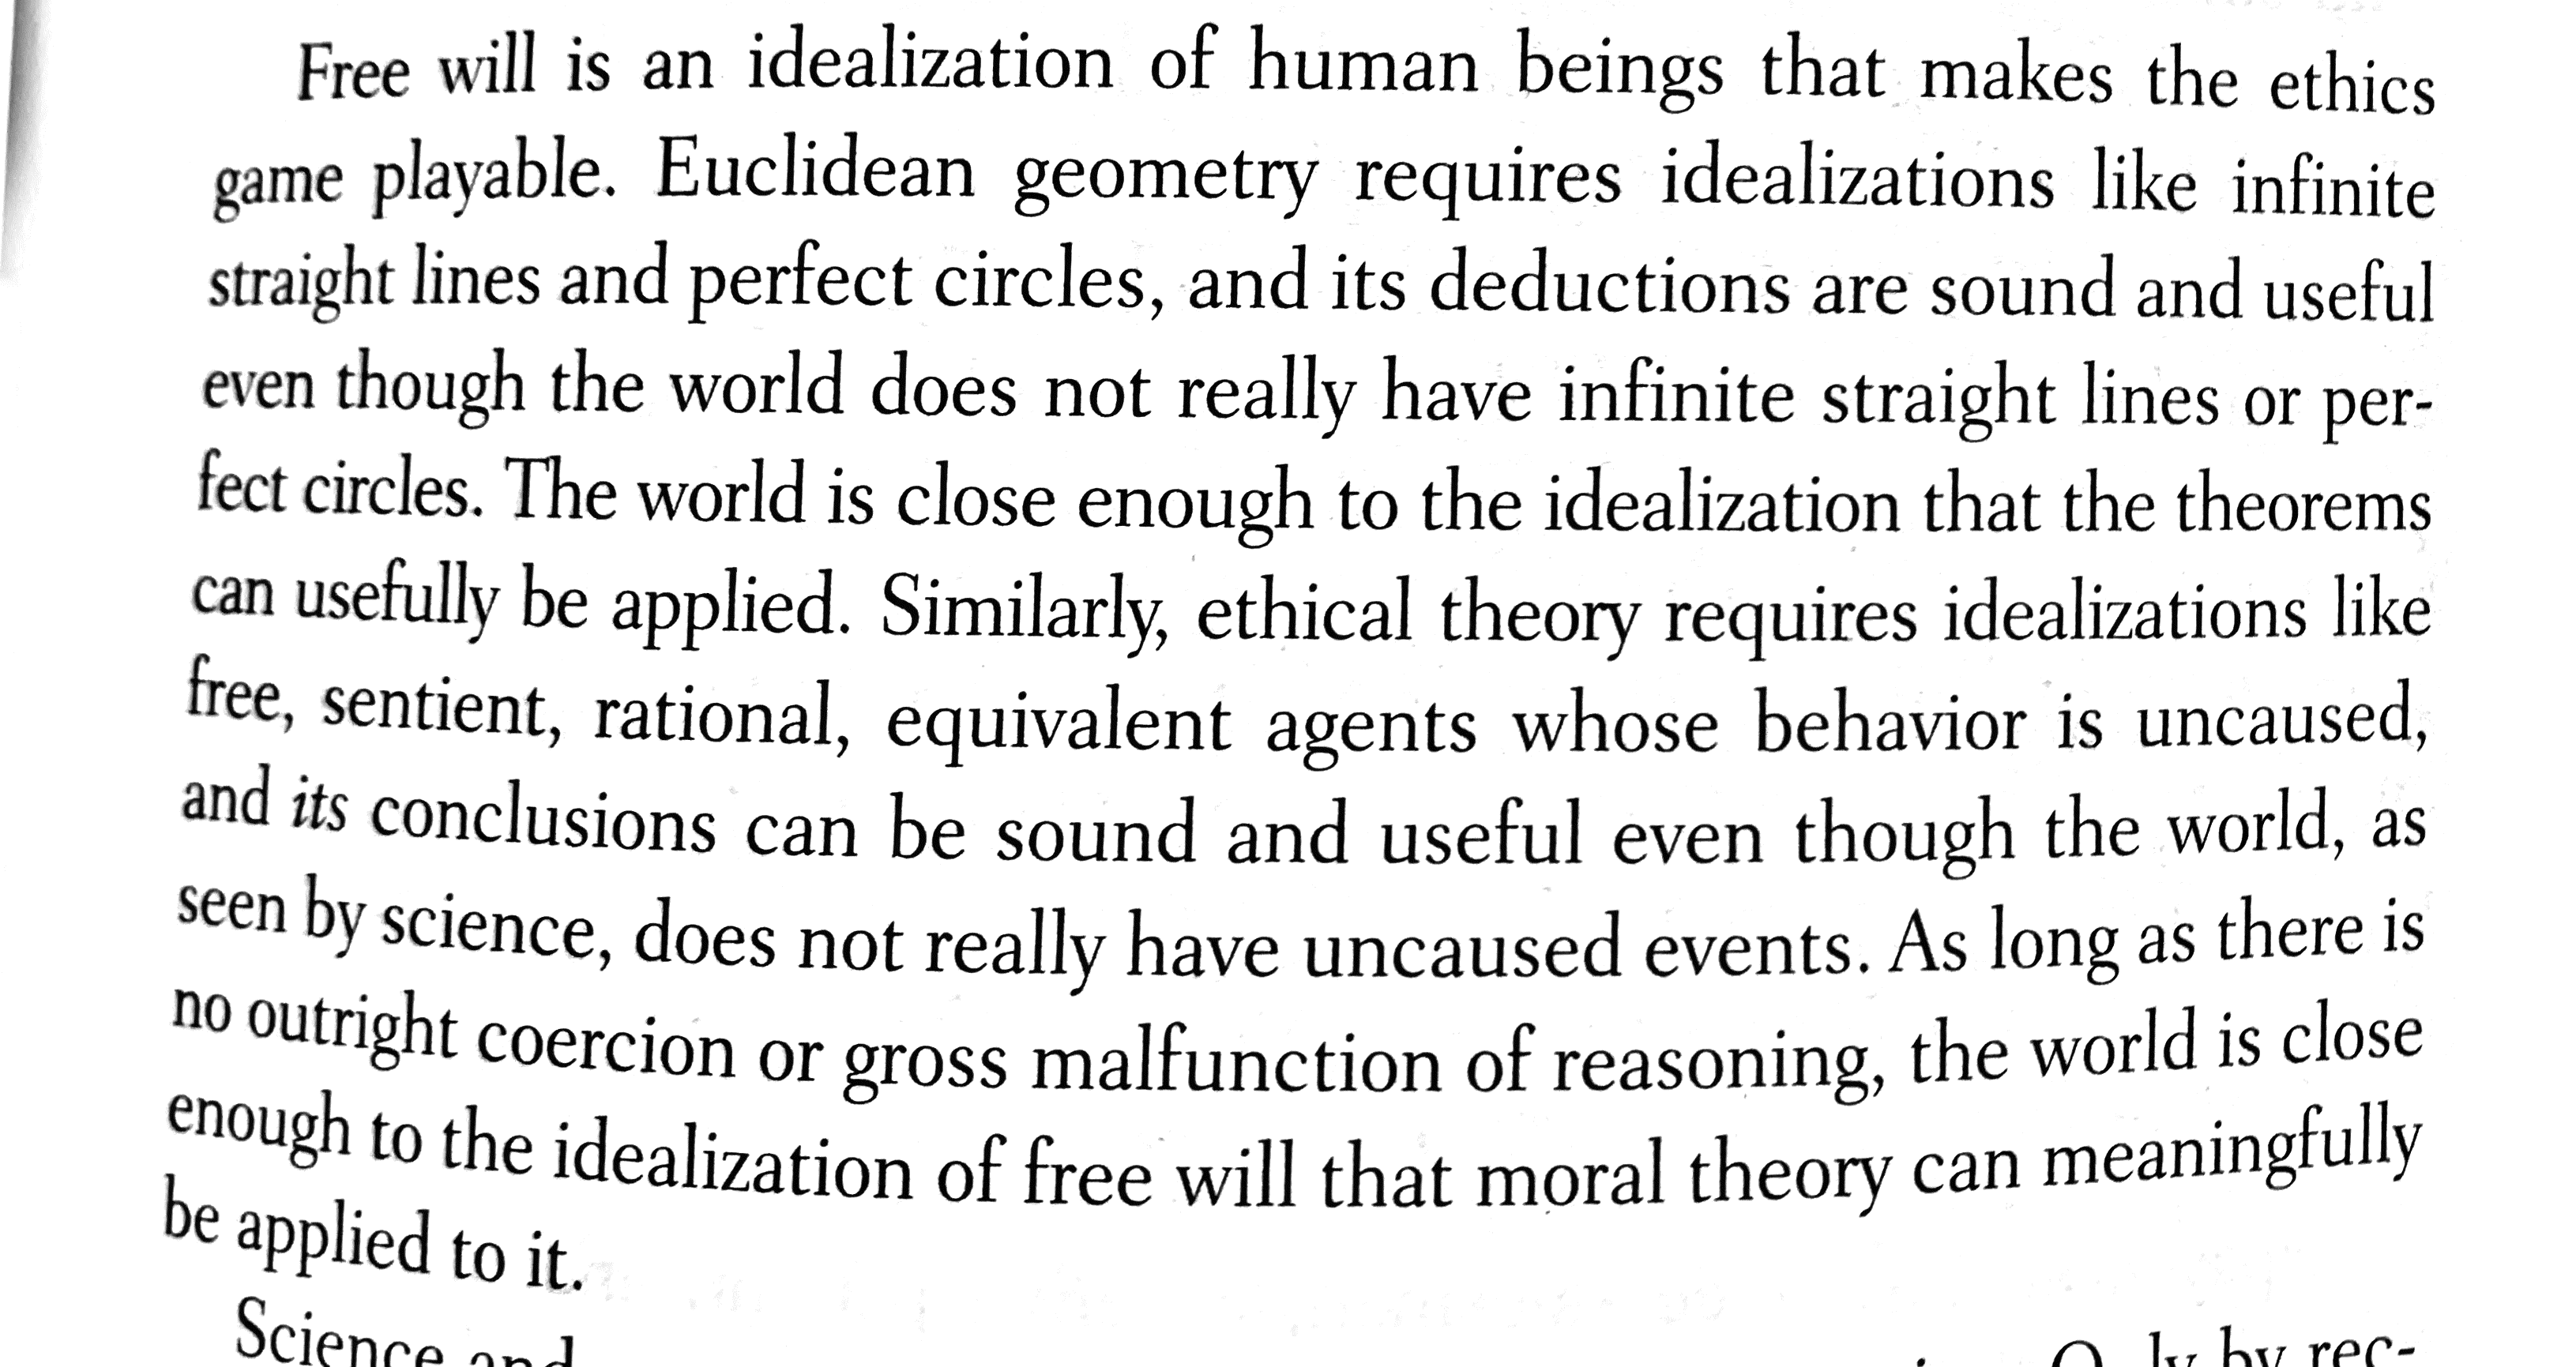 Free will is an idealization of human beings that makes the ethics
game playable. Euclidean geometry requires idealizations like infinite
straight lines and perfect circles, and its deductions are sound and useful
even though the world does not really have infinite straight lines or per-
fect circles. The world is close enough to the idealization that the theorems
can usefully be applied. Similarly, ethical theory requires idealizations like
free, sentient, rational, equivalent agents whose behavior is uncaused,
and its conclusions can be sound and useful even though the world, as
seen by science, does not really have uncaused events. As long as there is
no outright coercion or gross malfunction of reasoning, the world is close
enough to the idealization of free will that moral theory can meaningfully
be applied to it.
Science and by rec-